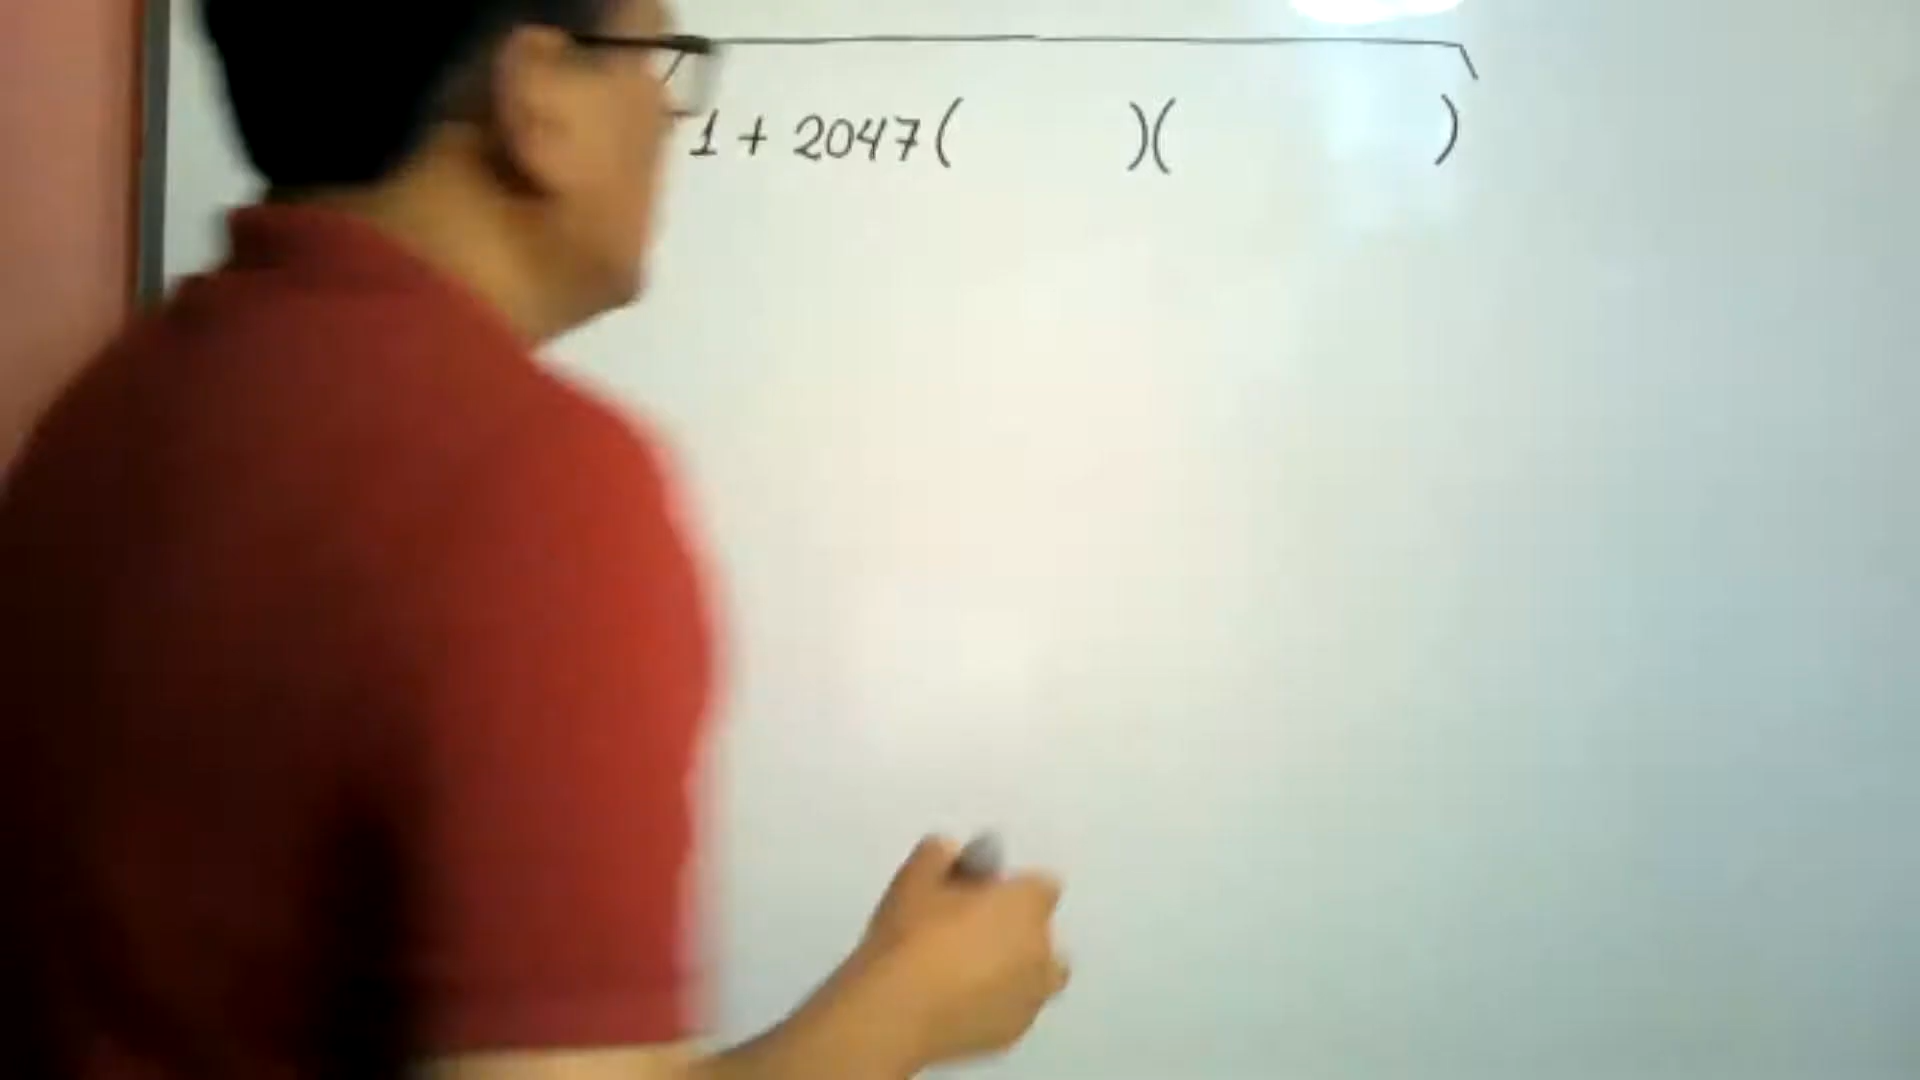 1 + 2047 (        )(        )